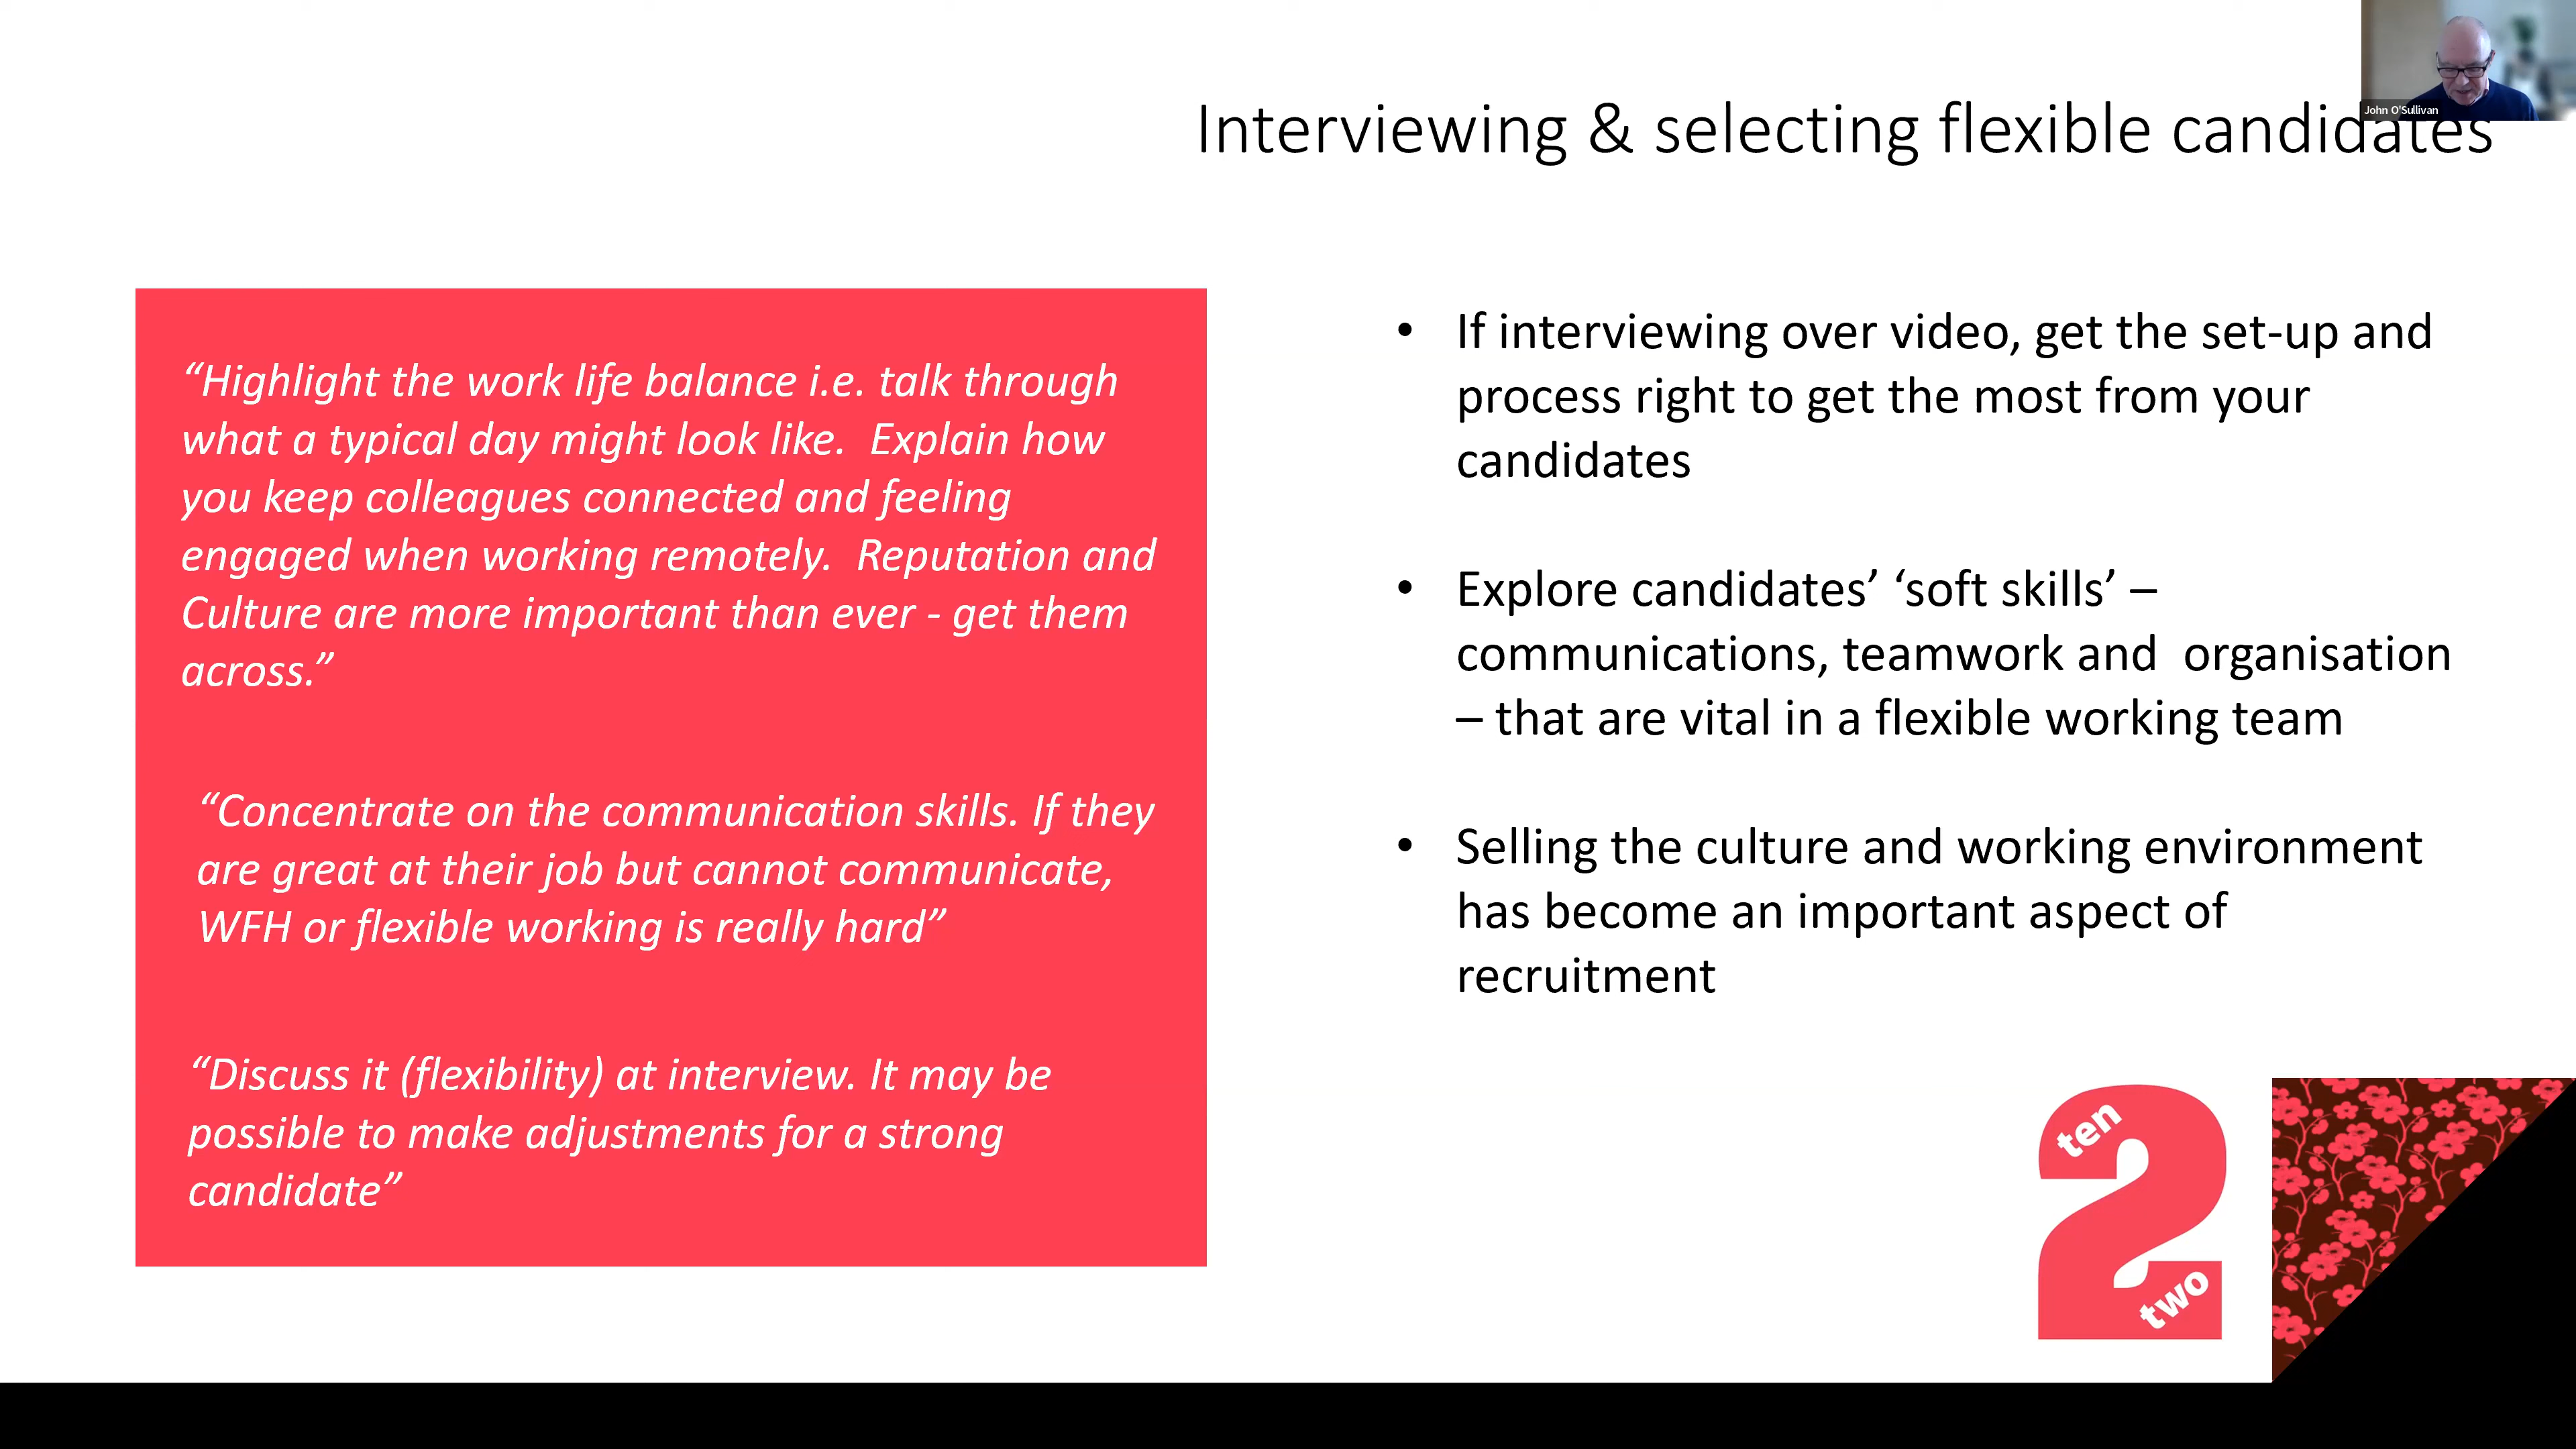 John O'Sullivan
Interviewing & selecting flexible candidates
“Highlight the work life balance i.e. talk through
what a typical day might look like.  Explain how
you keep colleagues connected and feeling
engaged when working remotely.  Reputation and
Culture are more important than ever - get them
across.”
“Concentrate on the communication skills. If they
are great at their job but cannot communicate,
WFH or flexible working is really hard”
“Discuss it (flexibility) at interview. It may be
possible to make adjustments for a strong
candidate”
• If interviewing over video, get the set-up and
process right to get the most from your
candidates
• Explore candidates’ ‘soft skills’ –
communications, teamwork and  organisation
– that are vital in a flexible working team
• Selling the culture and working environment
has become an important aspect of
recruitment
ten
2
two